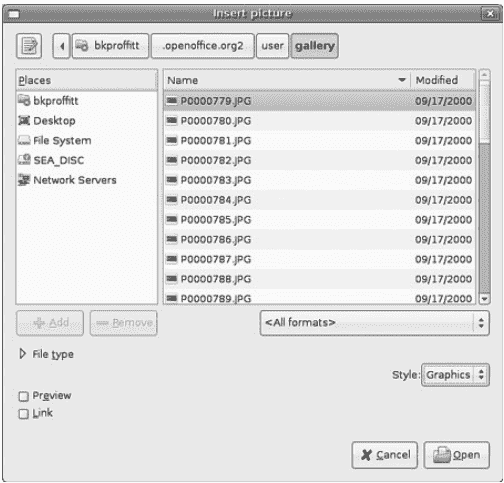 Insert picture
bkproffitt .openoffice.org2 user gallery
Places
bkproffitt
Desktop
File System
SEA_DISC
Network Servers
Name Modified
P0000779.JPG 09/17/2000
P0000780.JPG 09/17/2000
P0000781.JPG 09/17/2000
P0000782.JPG 09/17/2000
P0000783.JPG 09/17/2000
P0000784.JPG 09/17/2000
P0000785.JPG 09/17/2000
P0000786.JPG 09/17/2000
P0000787.JPG 09/17/2000
P0000788.JPG 09/17/2000
P0000789.JPG 09/17/2000
Add Remove <All formats>
File type
Style: Graphics
Preview
Link
Cancel Open